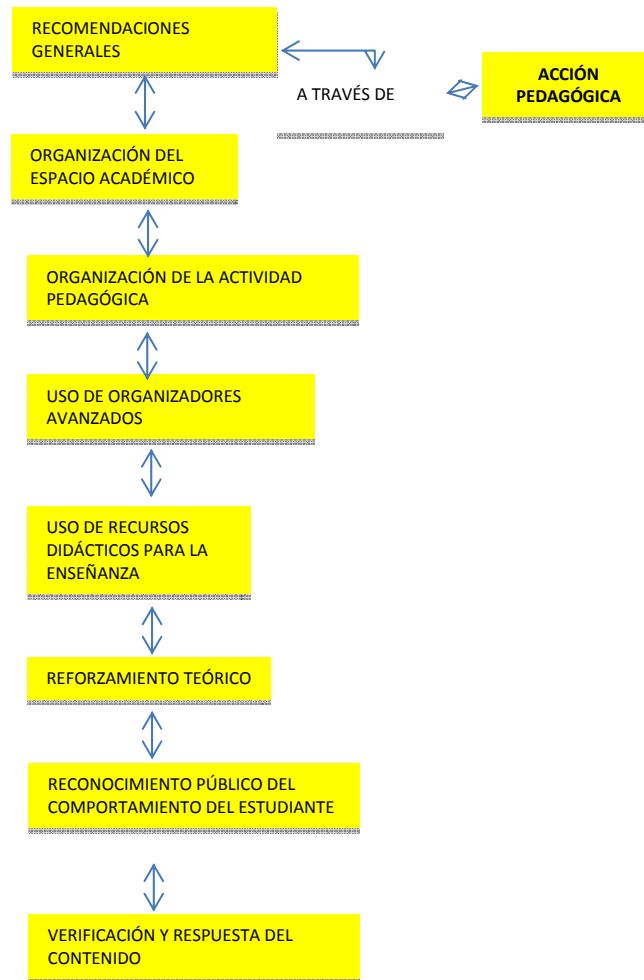 RECOMENDACIONES
GENERALES
A TRAVÉS DE
ACCIÓN
PEDAGÓGICA
ORGANIZACIÓN DEL
ESPACIO ACADÉMICO
ORGANIZACIÓN DE LA ACTIVIDAD
PEDAGÓGICA
USO DE ORGANIZADORES
AVANZADOS
USO DE RECURSOS
DIDÁCTICOS PARA LA
ENSEÑANZA
REFORZAMIENTO TEÓRICO
RECONOCIMIENTO PÚBLICO DEL
COMPORTAMIENTO DEL ESTUDIANTE
VERIFICACIÓN Y RESPUESTA DEL
CONTENIDO